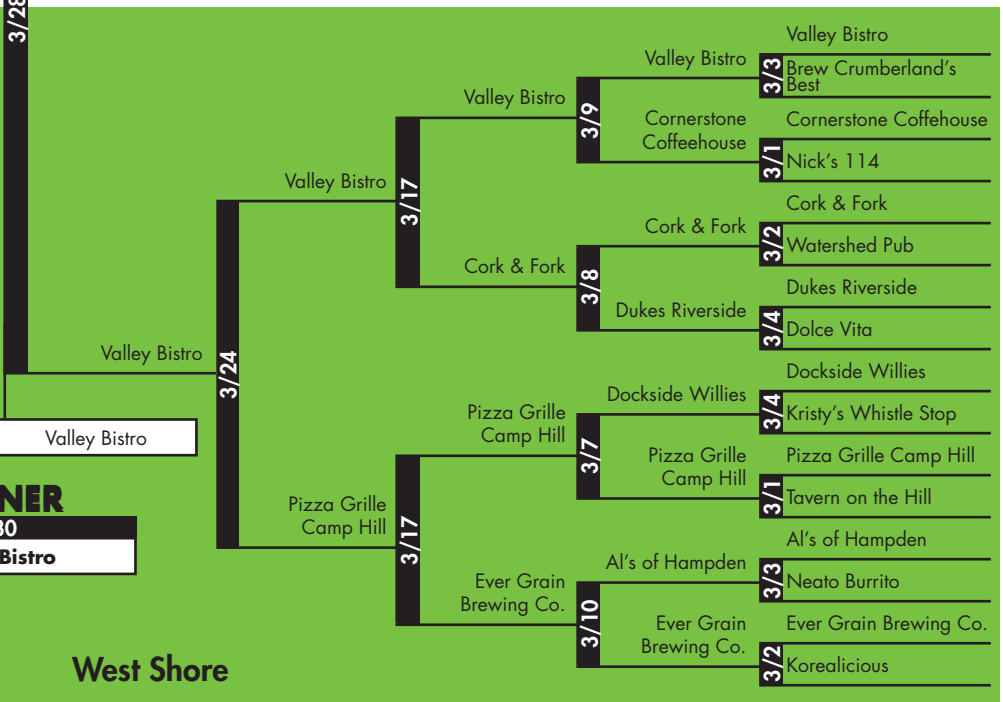 3/28
Valley Bistro
3/3
Brew Crumberland's
Best
Valley Bistro
3/9
Cornerstone
Coffeehouse
Cornerstone Coffehouse
3/1
Nick's 114
Valley Bistro
3/17
Cork & Fork
Cork & Fork
3/2
Watershed Pub
Cork & Fork
3/8
Dukes Riverside
Dukes Riverside
3/4
Dolce Vita
Valley Bistro
3/24
Valley Bistro
Valley Bistro
Dockside Willies
3/4
Kristy's Whistle Stop
Dockside Willies
3/7
Pizza Grille
Camp Hill
Pizza Grille
Camp Hill
Pizza Grille Camp Hill
3/1
Tavern on the Hill
Pizza Grille
Camp Hill
3/17
Al's of Hampden
3/3
Neato Burrito
Al's of Hampden
3/10
Ever Grain
Brewing Co.
Ever Grain
Brewing Co.
Ever Grain Brewing Co.
3/2
Korealicious
NER
30
Bistro
West Shore